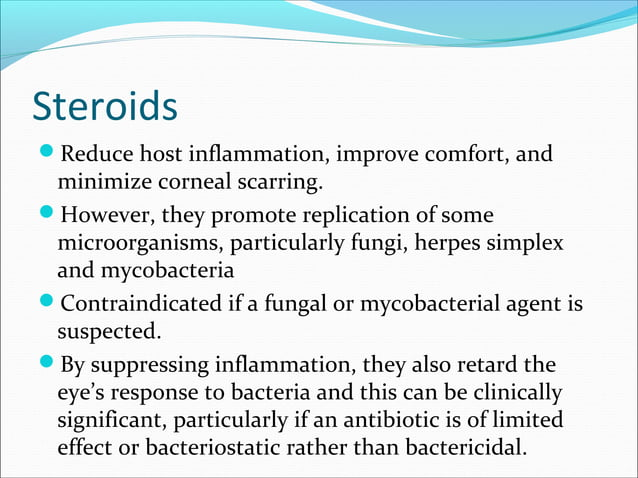 Steroids
Reduce host inflammation, improve comfort, and
minimize corneal scarring.
However, they promote replication of some
microorganisms, particularly fungi, herpes simplex
and mycobacteria
Contraindicated if a fungal or mycobacterial agent is
suspected.
By suppressing inflammation, they also retard the
eye’s response to bacteria and this can be clinically
significant, particularly if an antibiotic is of limited
effect or bacteriostatic rather than bactericidal.